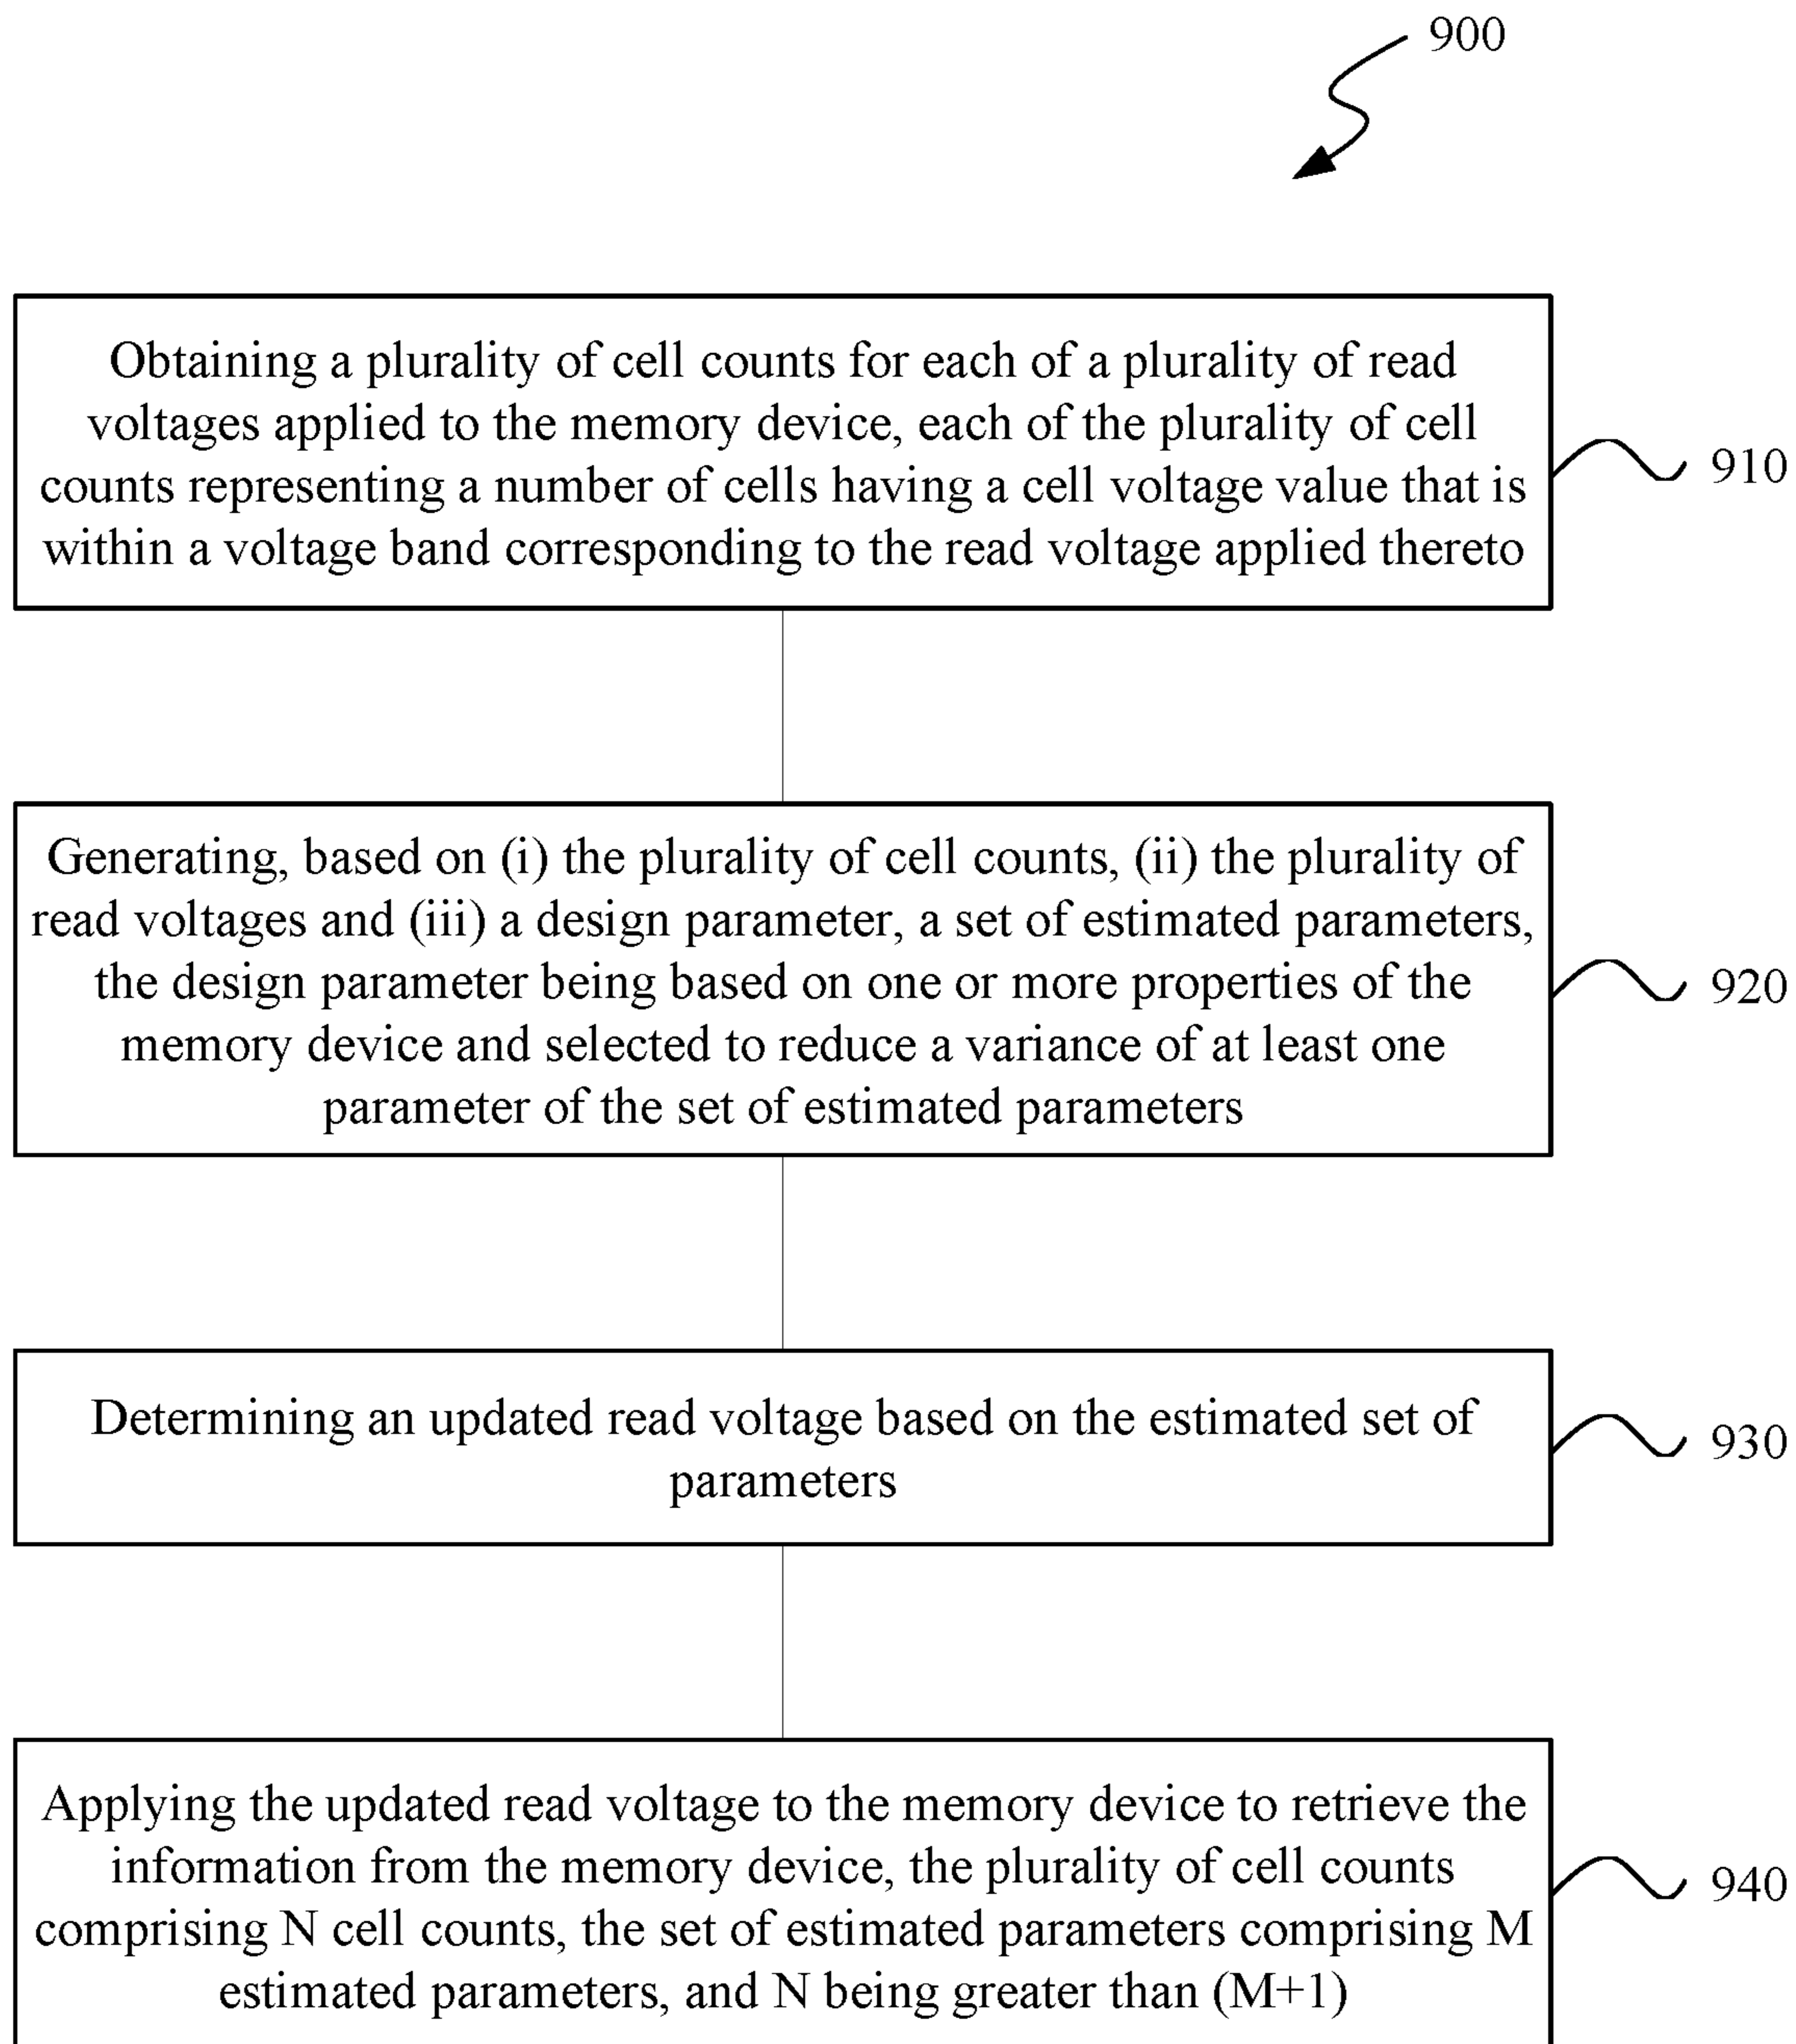 900
Obtaining a plurality of cell counts for each of a plurality of read
voltages applied to the memory device, each of the plurality of cell
counts representing a number of cells having a cell voltage value that is
within a voltage band corresponding to the read voltage applied thereto
910
Generating, based on (i) the plurality of cell counts, (ii) the plurality of
read voltages and (iii) a design parameter, a set of estimated parameters,
the design parameter being based on one or more properties of the
memory device and selected to reduce a variance of at least one
parameter of the set of estimated parameters
920
Determining an updated read voltage based on the estimated set of
parameters
930
Applying the updated read voltage to the memory device to retrieve the
information from the memory device, the plurality of cell counts
comprising N cell counts, the set of estimated parameters comprising M
estimated parameters, and N being greater than (M+1)
940